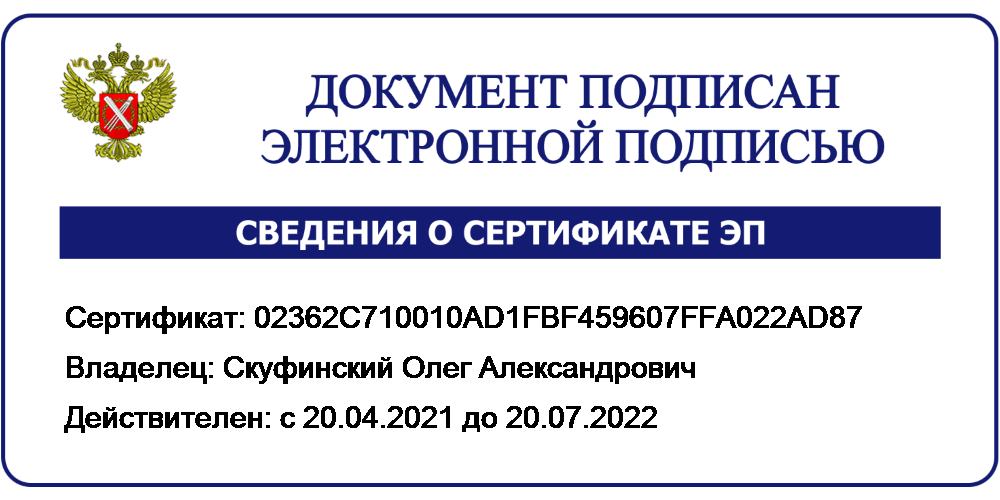 ДОКУМЕНТ ПОДПИСАН
ЭЛЕКТРОННОЙ ПОДПИСЬЮ
СВЕДЕНИЯ О СЕРТИФИКАТЕ ЭП
Сертификат: 02362C710010AD1FBF459607FFA022AD87
Владелец: Скуфинский Олег Александрович
Действителен: с 20.04.2021 до 20.07.2022